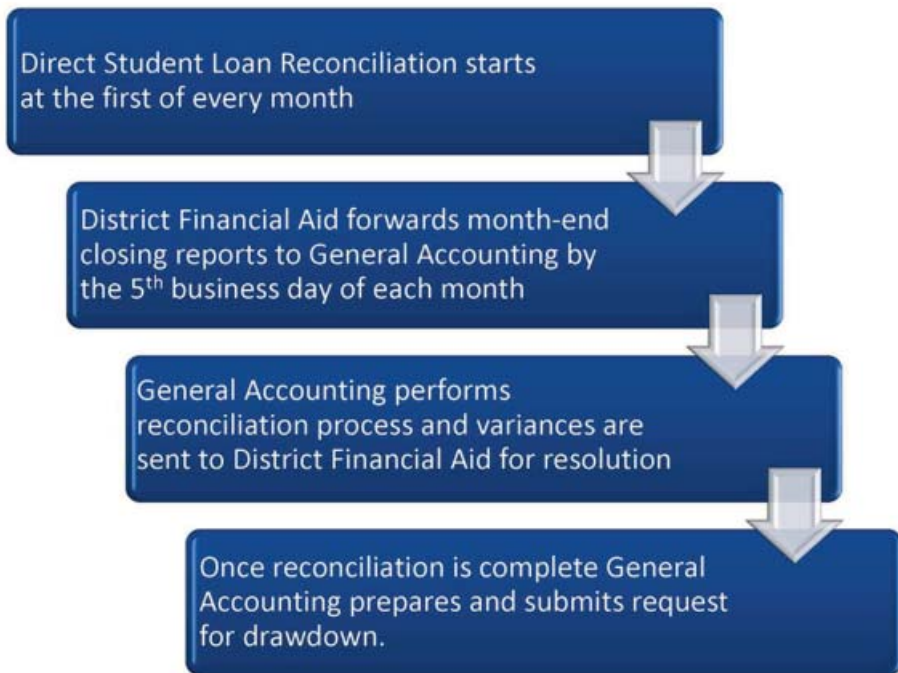 Direct Student Loan Reconciliation starts
at the first of every month
District Financial Aid forwards month-end
closing reports to General Accounting by
the 5th business day of each month
General Accounting performs
reconciliation process and variances are
sent to District Financial Aid for resolution
Once reconciliation is complete General
Accounting prepares and submits request
for drawdown.